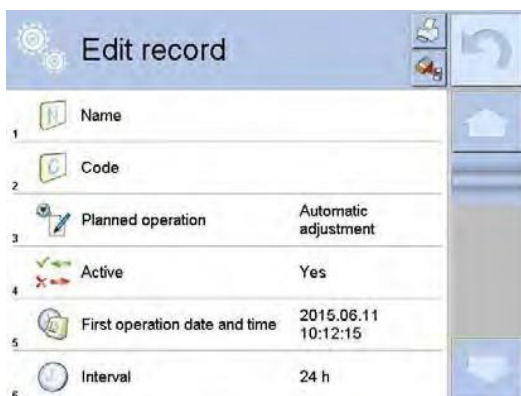 Edit record
1 Name
2 Code
3 Planned operation Automatic adjustment
4 Active Yes
5 First operation date and time 2015.06.11 10:12:15
6 Interval 24 h